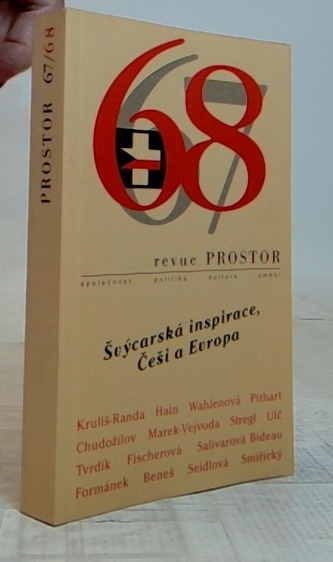 PROSTOR 67/68
67
68
revue PROSTOR
společnost politika kultura umění
Švýcarská inspirace,
Češi a Evropa
Kruliš-Randa Hain Wahlenová Pithart
Chudožilov Marek-Vejvoda Stregl Ulč
Tvrdík Fischerová Salivarová Bideau
Formánek Beneš Seidlová Smiřický